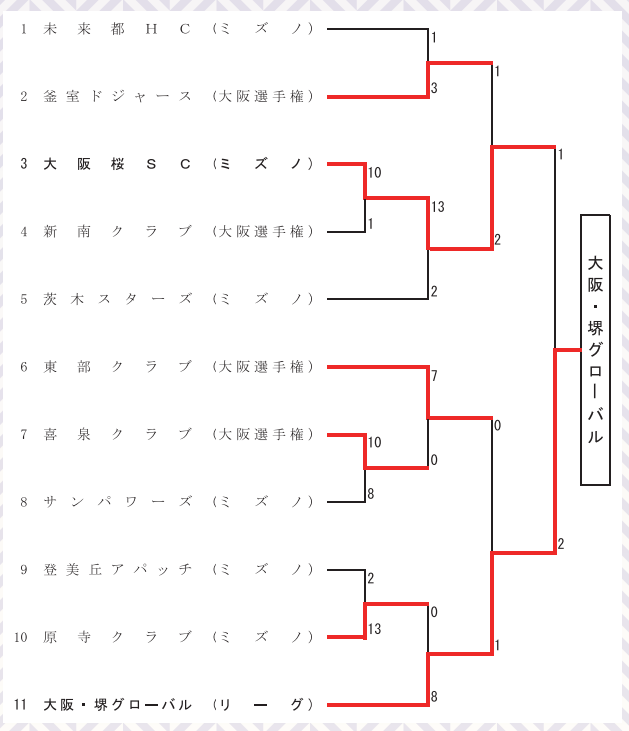 1 未来都HC (ミズノ)
1
1
2 釜室ドジャース (大阪選手権)
3
1
3 大阪桜SC (ミズノ)
10
13
4 新南クラブ (大阪選手権)
1
2
5 茨木スターズ (ミズノ)
2
大阪・堺グローバル
6 東部クラブ (大阪選手権)
7
0
7 喜泉クラブ (大阪選手権)
10
0
8 サンパワーズ (ミズノ)
8
2
9 登美丘アパッチ (ミズノ)
2
0
10 原寺クラブ (ミズノ)
13
1
11 大阪・堺グローバル (リーグ)
8